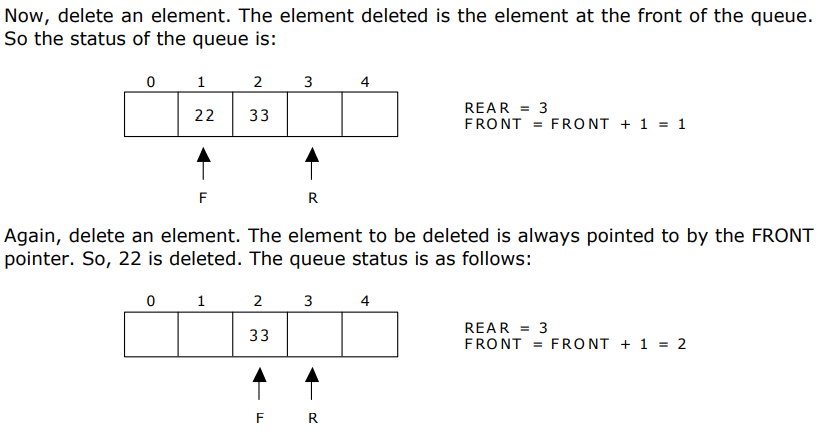 Now, delete an element. The element deleted is the element at the front of the queue.
So the status of the queue is:
0 1 2 3 4
22 33
REAR = 3
FRONT = FRONT + 1 = 1
F R
Again, delete an element. The element to be deleted is always pointed to by the FRONT
pointer. So, 22 is deleted. The queue status is as follows:
0 1 2 3 4
33
REAR = 3
FRONT = FRONT + 1 = 2
F R